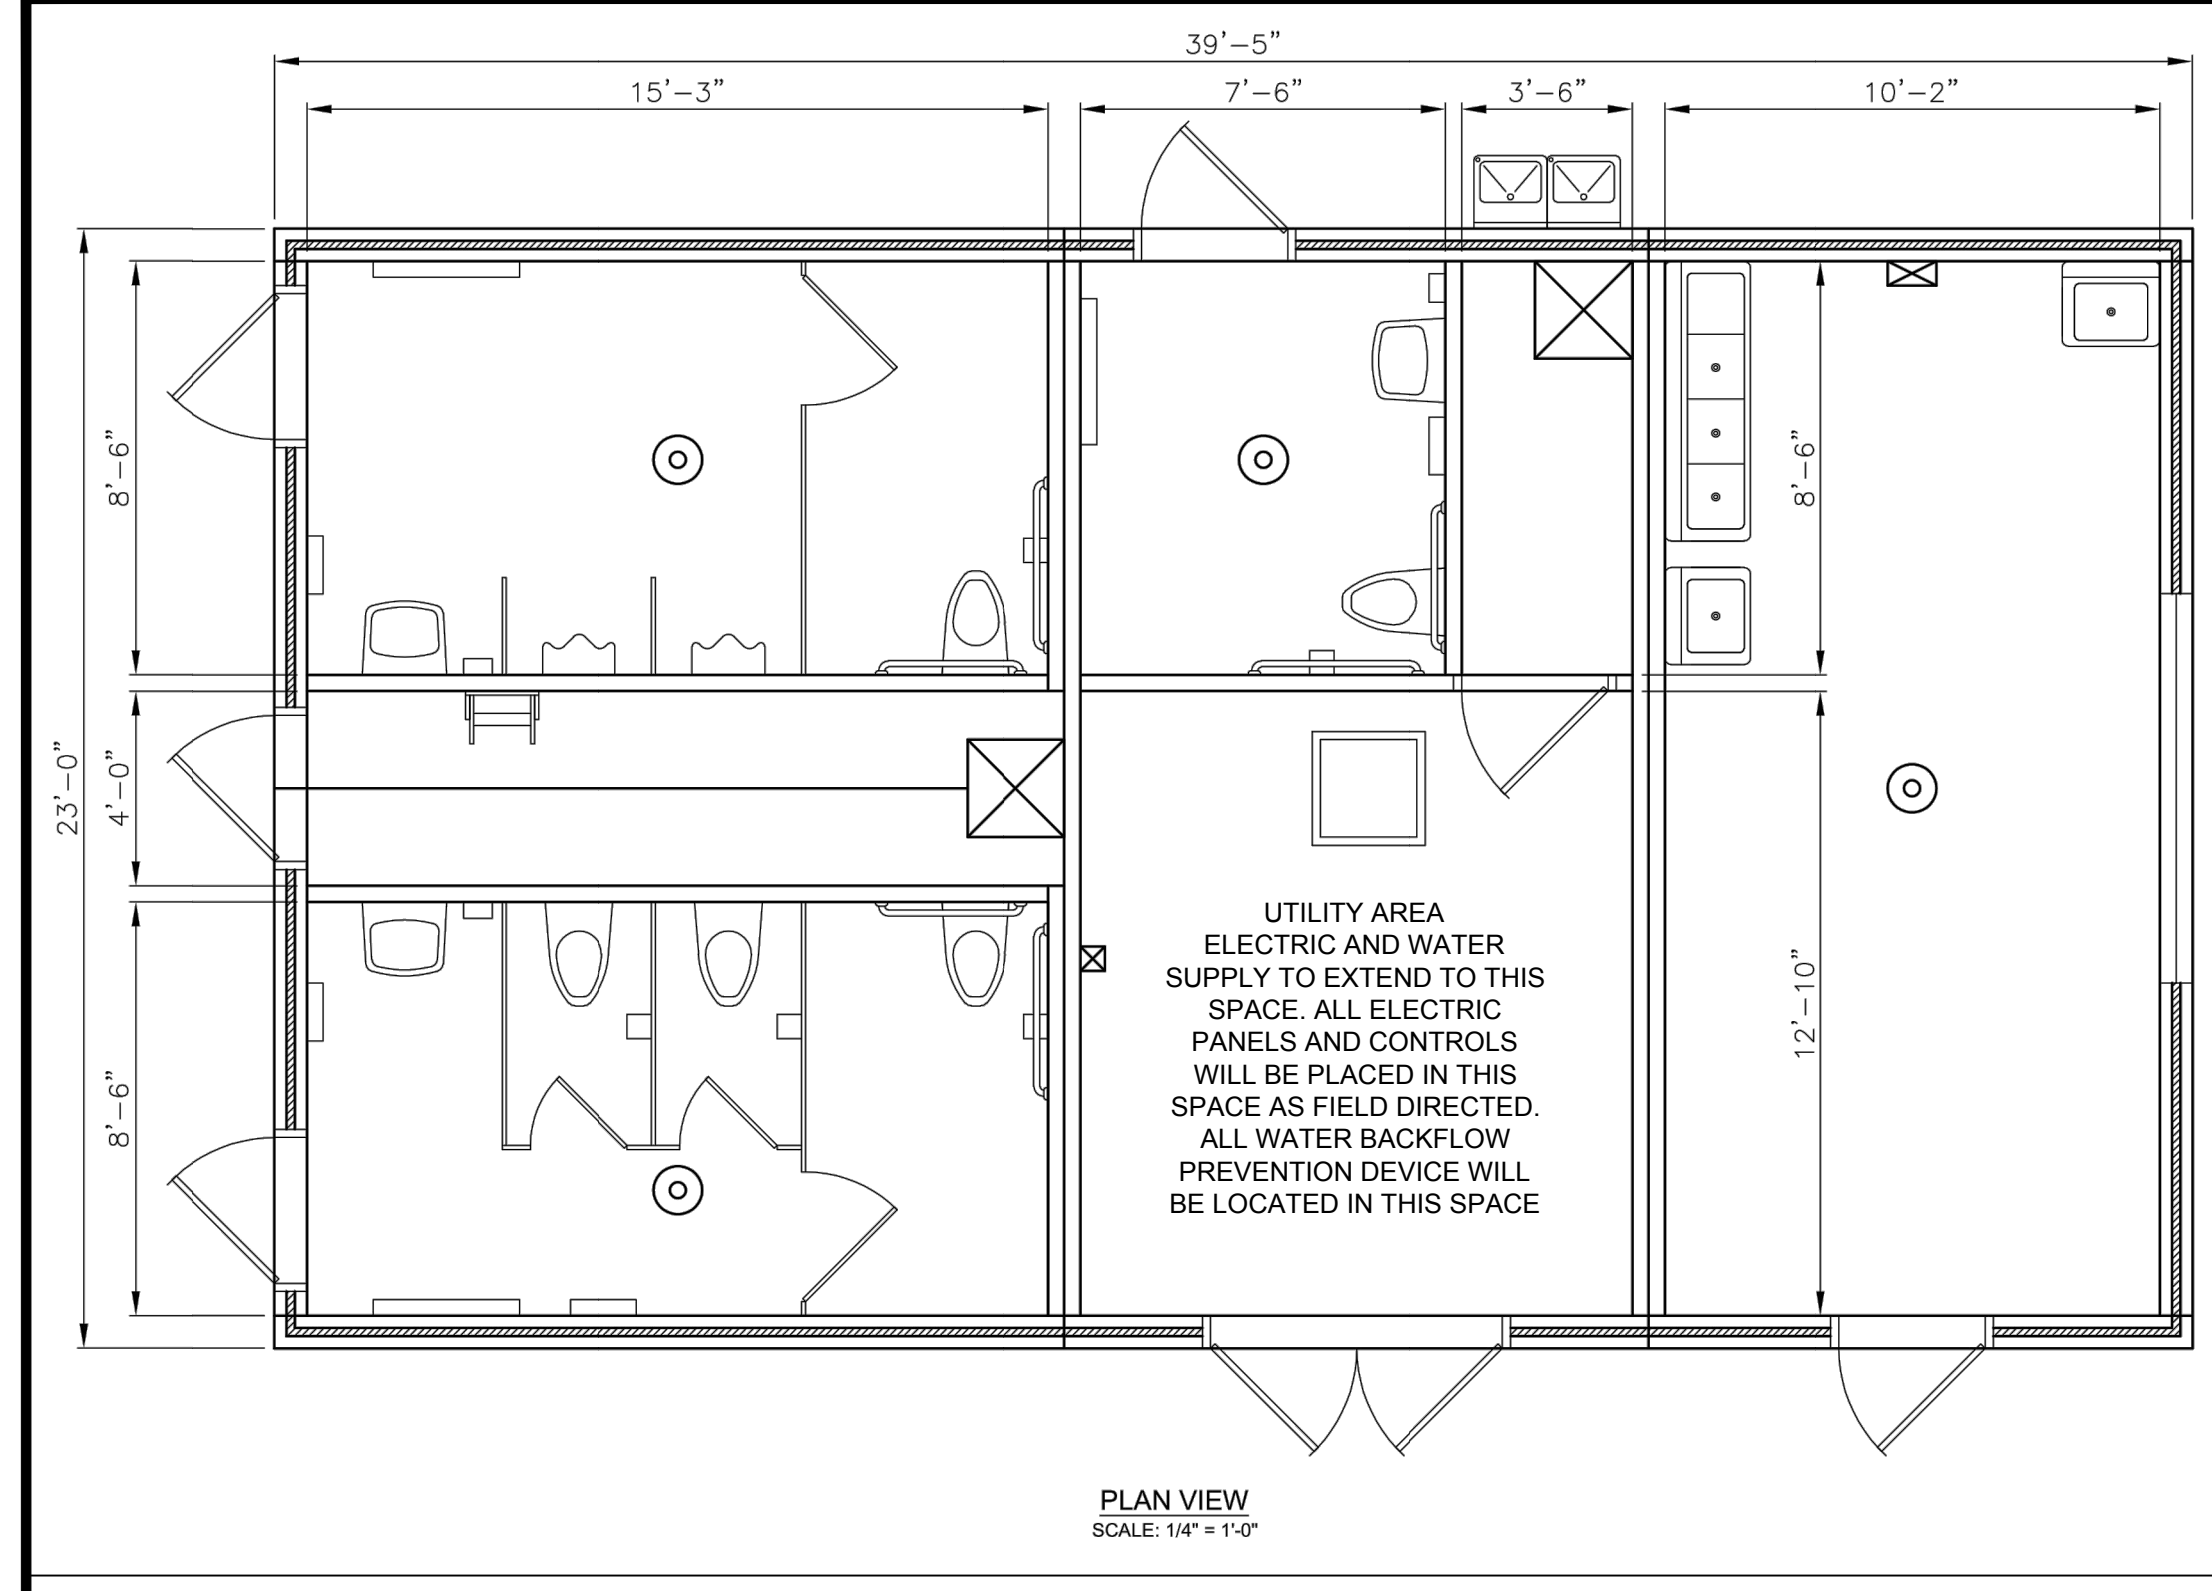 39’–5”
15’–3”
7’–6”
3’–6”
10’–2”
8’–6”
8’–6”
4’–0”
23’–0”
UTILITY AREA
ELECTRIC AND WATER
SUPPLY TO EXTEND TO THIS
SPACE. ALL ELECTRIC
PANELS AND CONTROLS
WILL BE PLACED IN THIS
SPACE AS FIELD DIRECTED.
ALL WATER BACKFLOW
PREVENTION DEVICE WILL
BE LOCATED IN THIS SPACE
12’–10”
8’–6”
PLAN VIEW
SCALE: 1/4" = 1'-0"